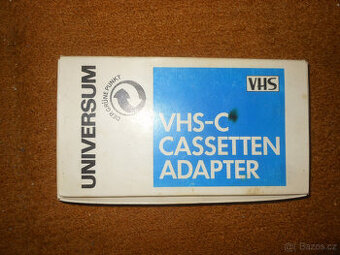 UNIVERSUM
DER GRÜNE PUNKT
VHS
VHS-C
CASSETTEN
ADAPTER
Bazos.cz